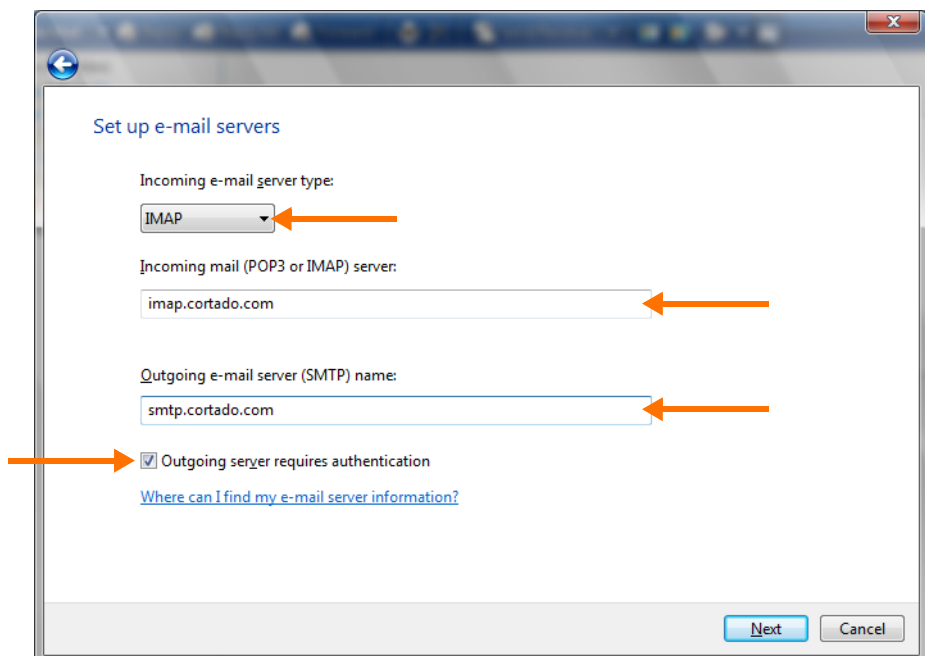 Set up e-mail servers
Incoming e-mail server type:
IMAP
Incoming mail (POP3 or IMAP) server:
imap.cortado.com
Outgoing e-mail server (SMTP) name:
smtp.cortado.com
Outgoing server requires authentication
Where can I find my e-mail server information?
Next Cancel